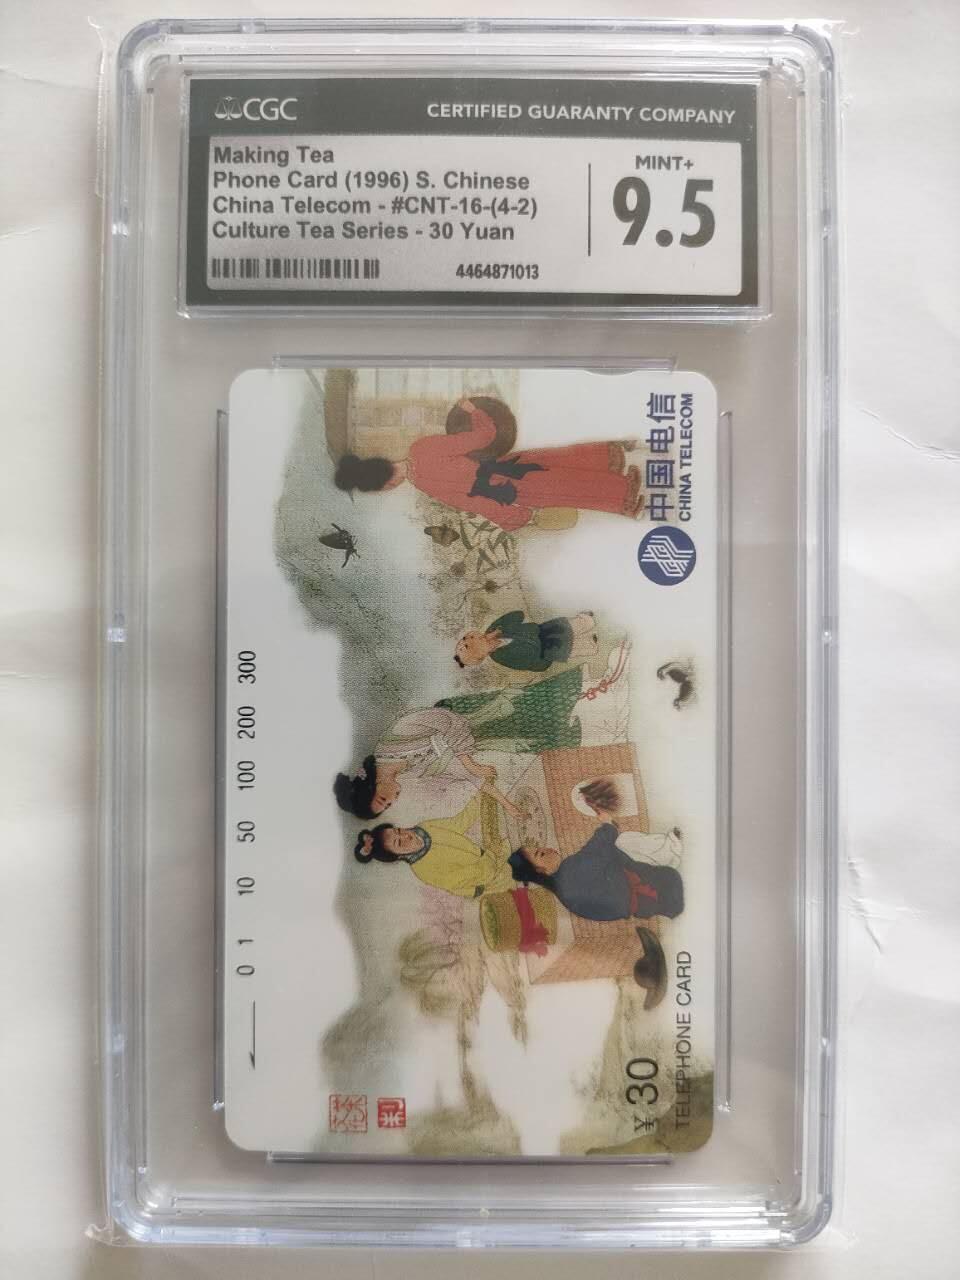 CGC
CERTIFIED GUARANTY COMPANY
Making Tea
Phone Card (1996) S. Chinese
China Telecom - #CNT-16-(4-2)
Culture Tea Series - 30 Yuan
4464871013
MINT+
9.5
中国电信
CHINA TELECOM
0 1 10 50 100 200 300
¥30
TELEPHONE CARD